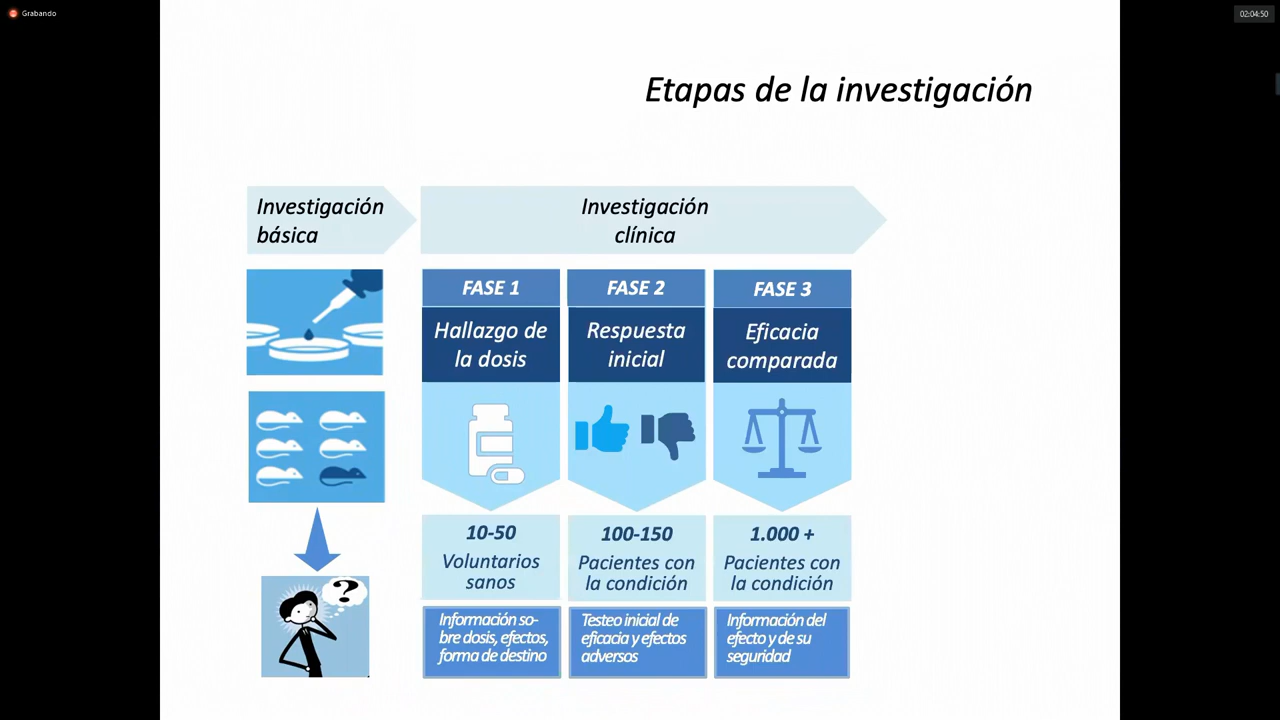 Grabando
02:04:50
Etapas de la investigación
Investigación
básica
Investigación
clínica
FASE 1
Hallazgo de
la dosis
10-50
Voluntarios
sanos
Información so-
bre dosis, efectos,
forma de destino
FASE 2
Respuesta
inicial
100-150
Pacientes con
la condición
Testeo inicial de
eficacia y efectos
adversos
FASE 3
Eficacia
comparada
1.000 +
Pacientes con
la condición
Información del
efecto y de su
seguridad
?